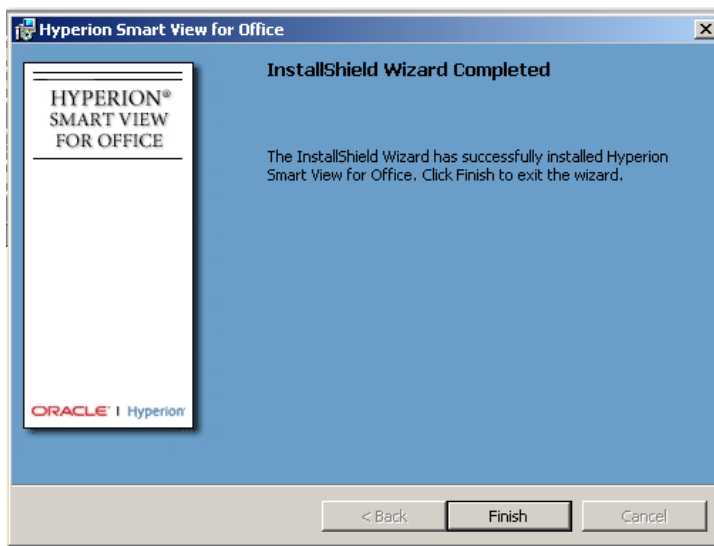 Hyperion Smart View for Office
InstallShield Wizard Completed
HYPERION®
SMART VIEW
FOR OFFICE
The InstallShield Wizard has successfully installed Hyperion
Smart View for Office. Click Finish to exit the wizard.
ORACLE® | Hyperion®
< Back
Finish
Cancel